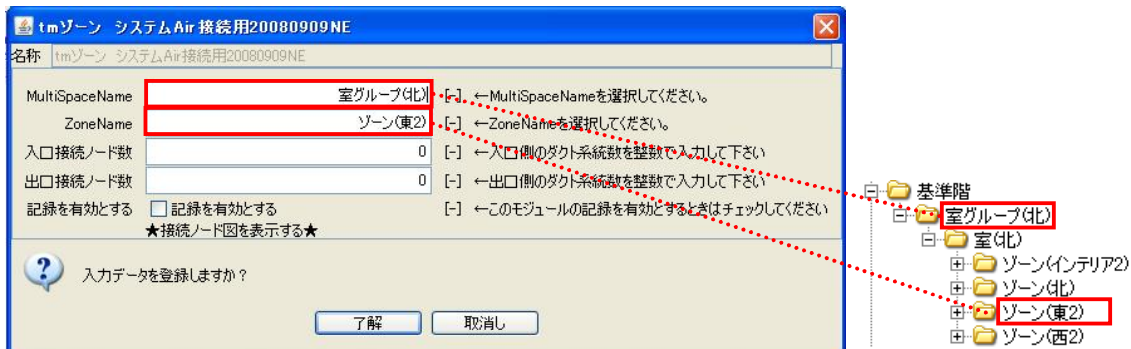 tmゾーン システムAir接続用20080909NE
名称 tmゾーン システムAir接続用20080909NE
MultiSpaceName 室グループ(北) [-] ←MultiSpaceNameを選択してください。
ZoneName ゾーン(東2) [-] ←ZoneNameを選択してください。
入口接続ノード数 0 [-] ←入口側のダクト系統数を整数で入力して下さい
出口接続ノード数 0 [-] ←出口側のダクト系統数を整数で入力して下さい
記録を有効とする 記録を有効とする [-] ←このモジュールの記録を有効とするときはチェックしてください
★接続ノード図を表示する★
入力データを登録しますか？
了解 取消し
基準階
室グループ(北)
室(北)
ゾーン(インテリア2)
ゾーン(北)
ゾーン(東2)
ゾーン(西2)